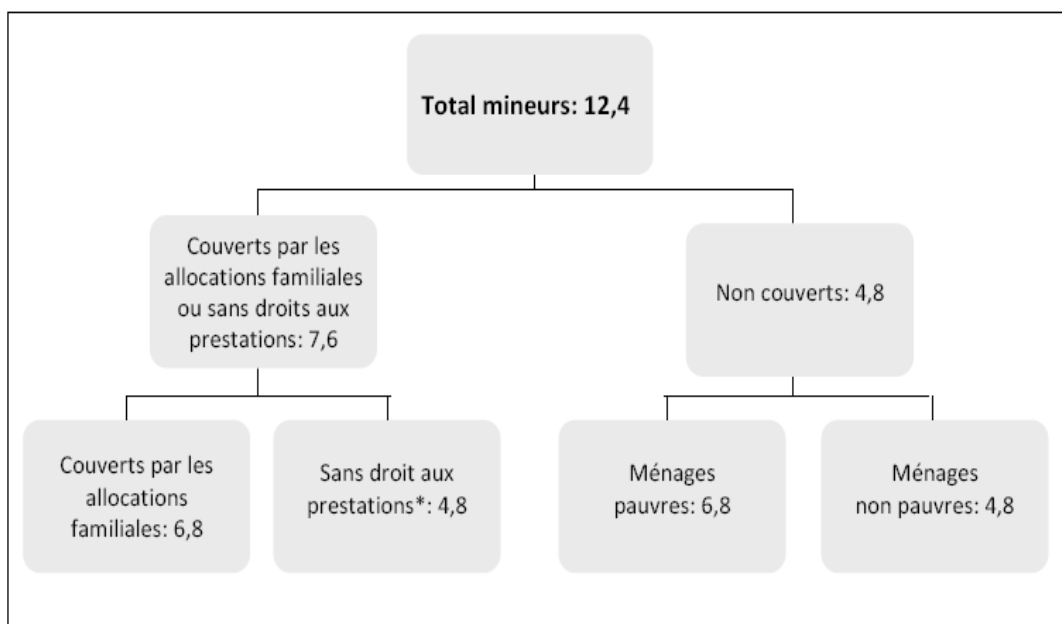 Total mineurs: 12,4
Couverts par les
allocations familiales
ou sans droits aux
prestations: 7,6
Non couverts: 4,8
Couverts par les
allocations
familiales: 6,8
Sans droit aux
prestations*: 4,8
Ménages
pauvres: 6,8
Ménages
non pauvres: 4,8